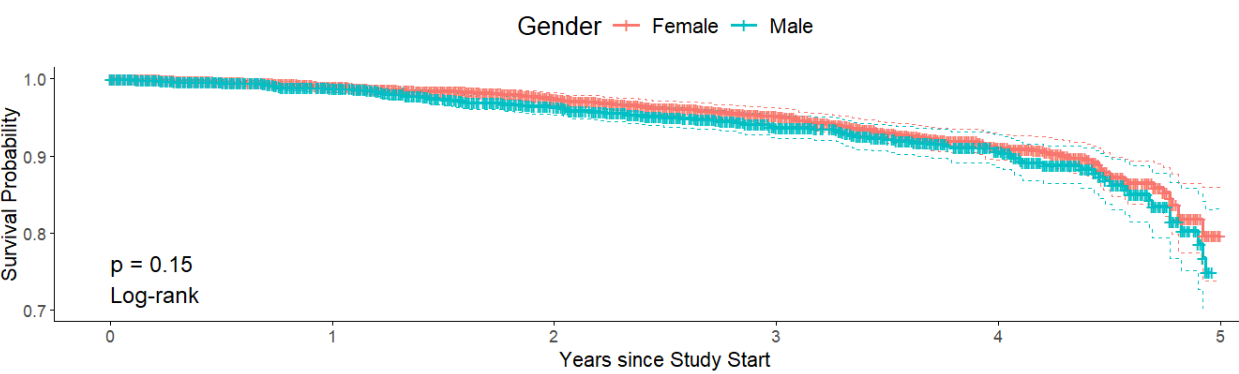 Gender Female Male
Survival Probability
1.0
0.9
0.8
0.7
p = 0.15
Log-rank
0 1 2 3 4 5
Years since Study Start